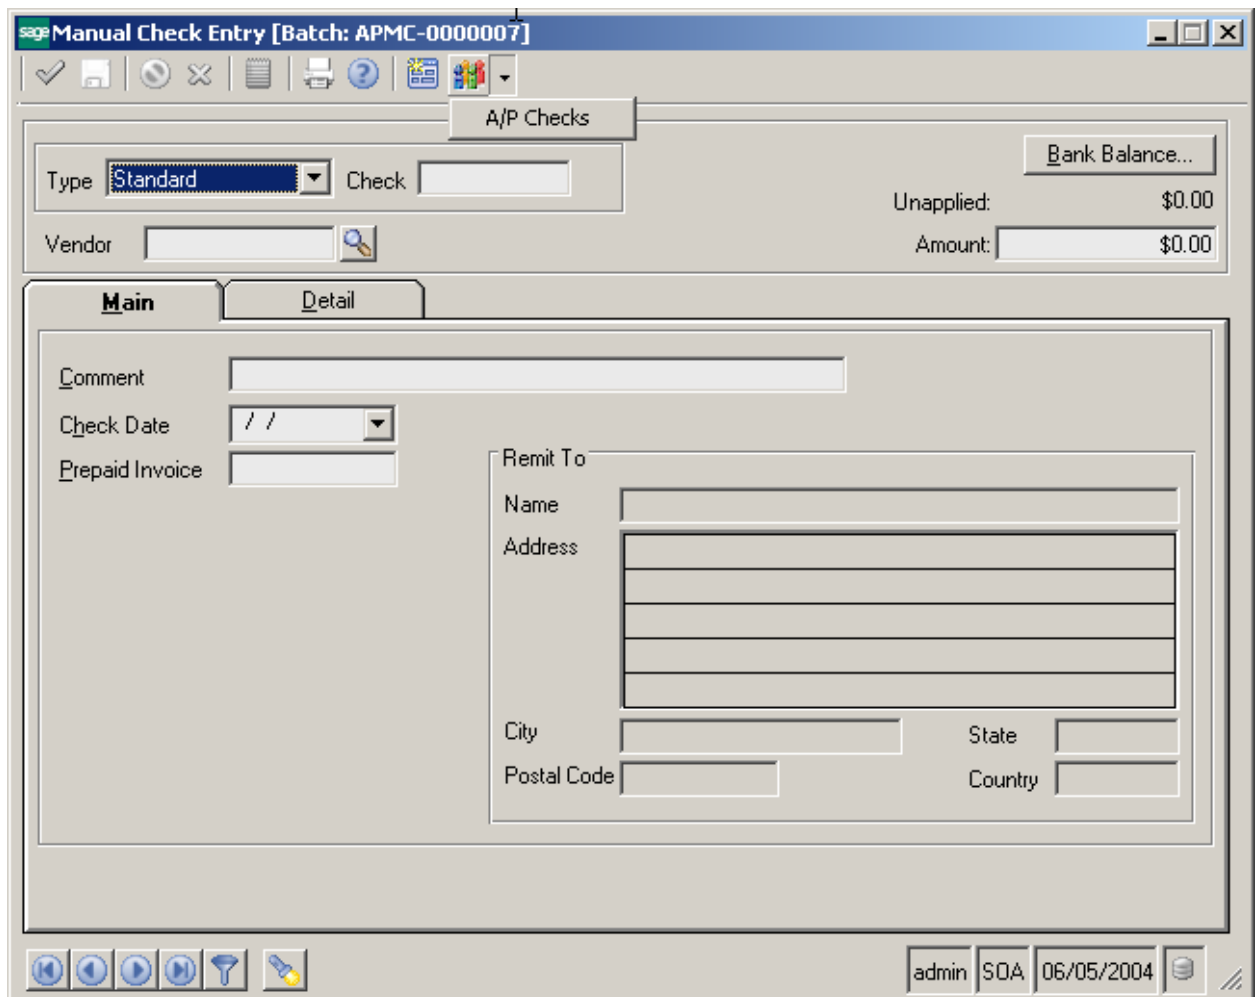 sage Manual Check Entry [Batch: APMC-0000007]
A/P Checks
Type Standard Check
Bank Balance...
Unapplied: $0.00
Vendor
Amount: $0.00
Main Detail
Comment
Check Date / /
Prepaid Invoice
Remit To
Name
Address
City State
Postal Code Country
admin SOA 06/05/2004